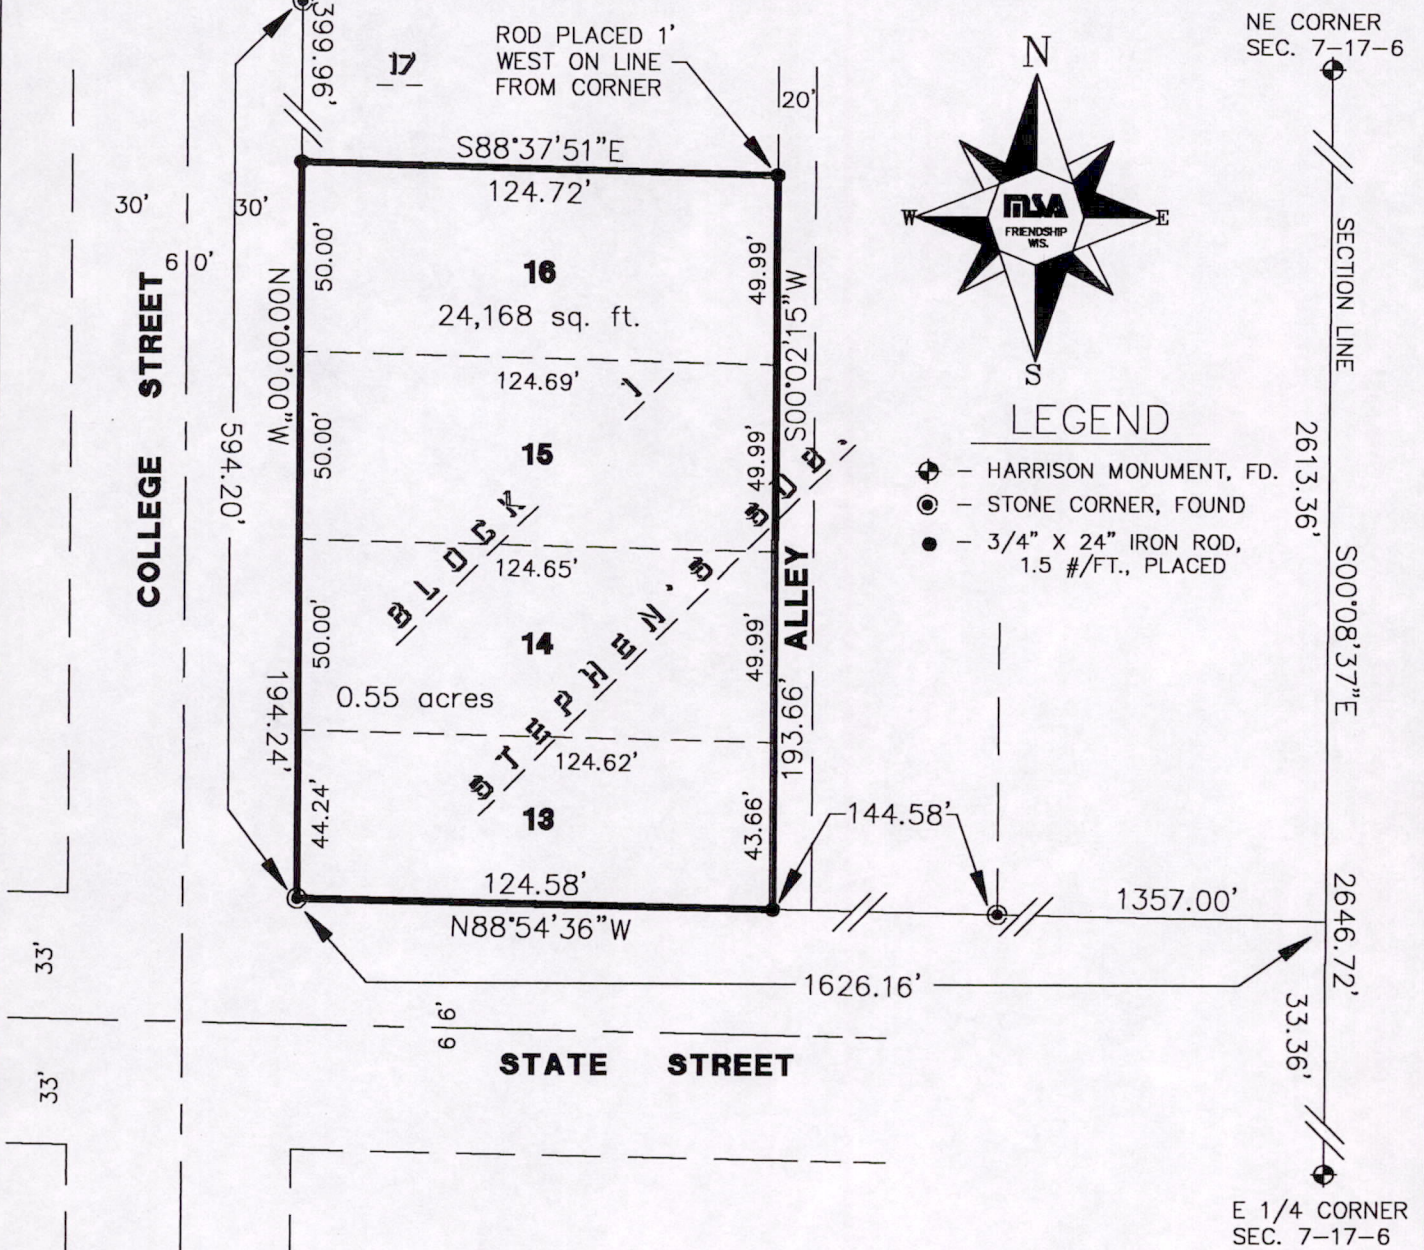 NE CORNER
SEC. 7-17-6
399.96'
17
ROD PLACED 1'
WEST ON LINE
FROM CORNER
20'
N
W
E
S
MSA
FRIENDSHIP
WIS.
S88°37'51"E
124.72'
30'
30'
60'
COLLEGE STREET
594.20'
N00°00'00"W
194.24'
50.00'
50.00'
50.00'
44.24'
16
24,168 sq. ft.
124.69'
15
124.65'
14
0.55 acres
124.62'
13
124.58'
N88°54'36"W
BLOCK 1
STEPHEN'S SUB.
49.99'
49.99'
49.99'
43.66'
S00°02'15"W
193.66'
ALLEY
LEGEND
- HARRISON MONUMENT, FD.
- STONE CORNER, FOUND
- 3/4" X 24" IRON ROD,
1.5 #/FT., PLACED
SECTION LINE
2613.36'
S00°08'37"E
2646.72'
33.36'
144.58'
1357.00'
1626.16'
33'
33'
66'
STATE STREET
E 1/4 CORNER
SEC. 7-17-6